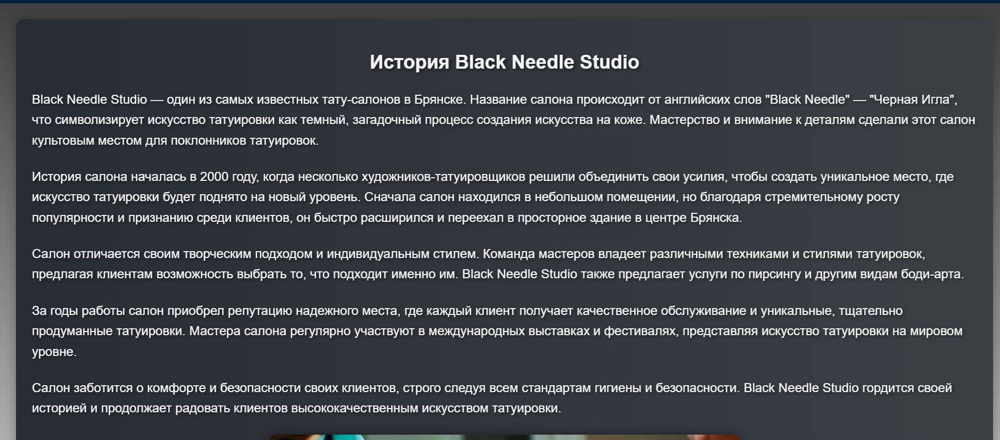 История Black Needle Studio
Black Needle Studio — один из самых известных тату-салонов в Брянске. Название салона происходит от английских слов "Black Needle" — "Черная Игла",
что символизирует искусство татуировки как темный, загадочный процесс создания искусства на коже. Мастерство и внимание к деталям сделали этот салон
культовым местом для поклонников татуировок.
История салона началась в 2000 году, когда несколько художников-татуировщиков решили объединить свои усилия, чтобы создать уникальное место, где
искусство татуировки будет поднято на новый уровень. Сначала салон находился в небольшом помещении, но благодаря стремительному росту
популярности и признанию среди клиентов, он быстро расширился и переехал в просторное здание в центре Брянска.
Салон отличается своим творческим подходом и индивидуальным стилем. Команда мастеров владеет различными техниками и стилями татуировок,
предлагая клиентам возможность выбрать то, что подходит именно им. Black Needle Studio также предлагает услуги по пирсингу и другим видам боди-арта.
За годы работы салон приобрел репутацию надежного места, где каждый клиент получает качественное обслуживание и уникальные, тщательно
продуманные татуировки. Мастера салона регулярно участвуют в международных выставках и фестивалях, представляя искусство татуировки на мировом
уровне.
Салон заботится о комфорте и безопасности своих клиентов, строго следуя всем стандартам гигиены и безопасности. Black Needle Studio гордится своей
историей и продолжает радовать клиентов высококачественным искусством татуировки.